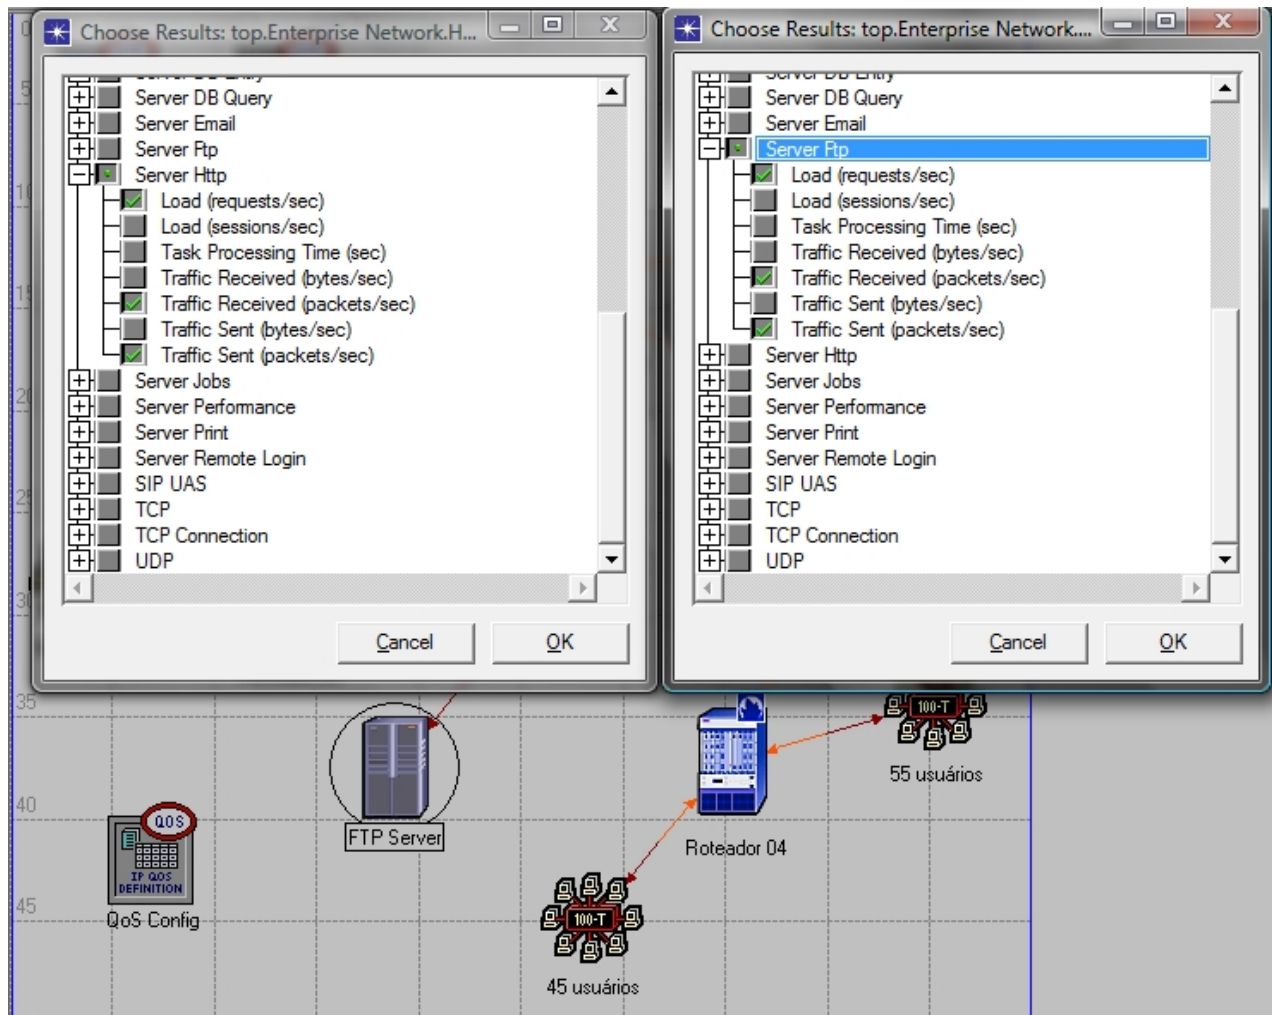 Choose Results: top.Enterprise Network.H...
Server DB Entry
Server DB Query
Server Email
Server Ftp
Server Http
Load (requests/sec)
Load (sessions/sec)
Task Processing Time (sec)
Traffic Received (bytes/sec)
Traffic Received (packets/sec)
Traffic Sent (bytes/sec)
Traffic Sent (packets/sec)
Server Jobs
Server Performance
Server Print
Server Remote Login
SIP UAS
TCP
TCP Connection
UDP
Cancel
OK
Choose Results: top.Enterprise Network....
Server DB Entry
Server DB Query
Server Email
Server Ftp
Load (requests/sec)
Load (sessions/sec)
Task Processing Time (sec)
Traffic Received (bytes/sec)
Traffic Received (packets/sec)
Traffic Sent (bytes/sec)
Traffic Sent (packets/sec)
Server Http
Server Jobs
Server Performance
Server Print
Server Remote Login
SIP UAS
TCP
TCP Connection
UDP
Cancel
OK
35
100-T
55 usuários
40
QOS
IP QOS
DEFINITION
QoS Config
FTP Server
Roteador 04
45
100-T
45 usuários